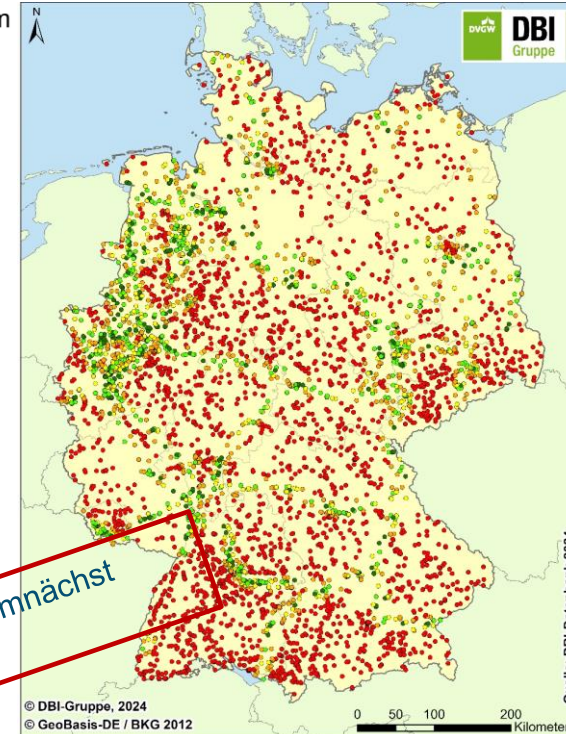 m
N
DVGW
DBI
Gruppe
mnächst
© DBI-Gruppe, 2024
© GeoBasis-DE / BKG 2012
0 50 100 200
Kilometer